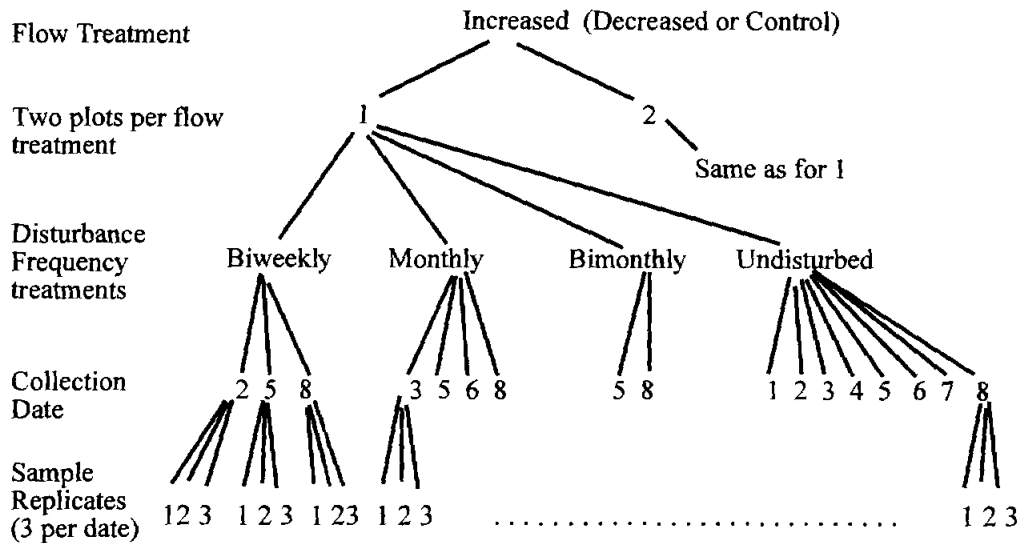 Flow Treatment
Increased (Decreased or Control)
Two plots per flow
treatment
1
2
Same as for 1
Disturbance
Frequency
treatments
Biweekly Monthly Bimonthly Undisturbed
Collection
Date
2 5 8 3 5 6 8 5 8 1 2 3 4 5 6 7 8
Sample
Replicates
(3 per date)
12 3 1 2 3 1 23 1 2 3 . . . . . . . . . . . . . . . . . . . . . . . . . . . . . . 1 2 3